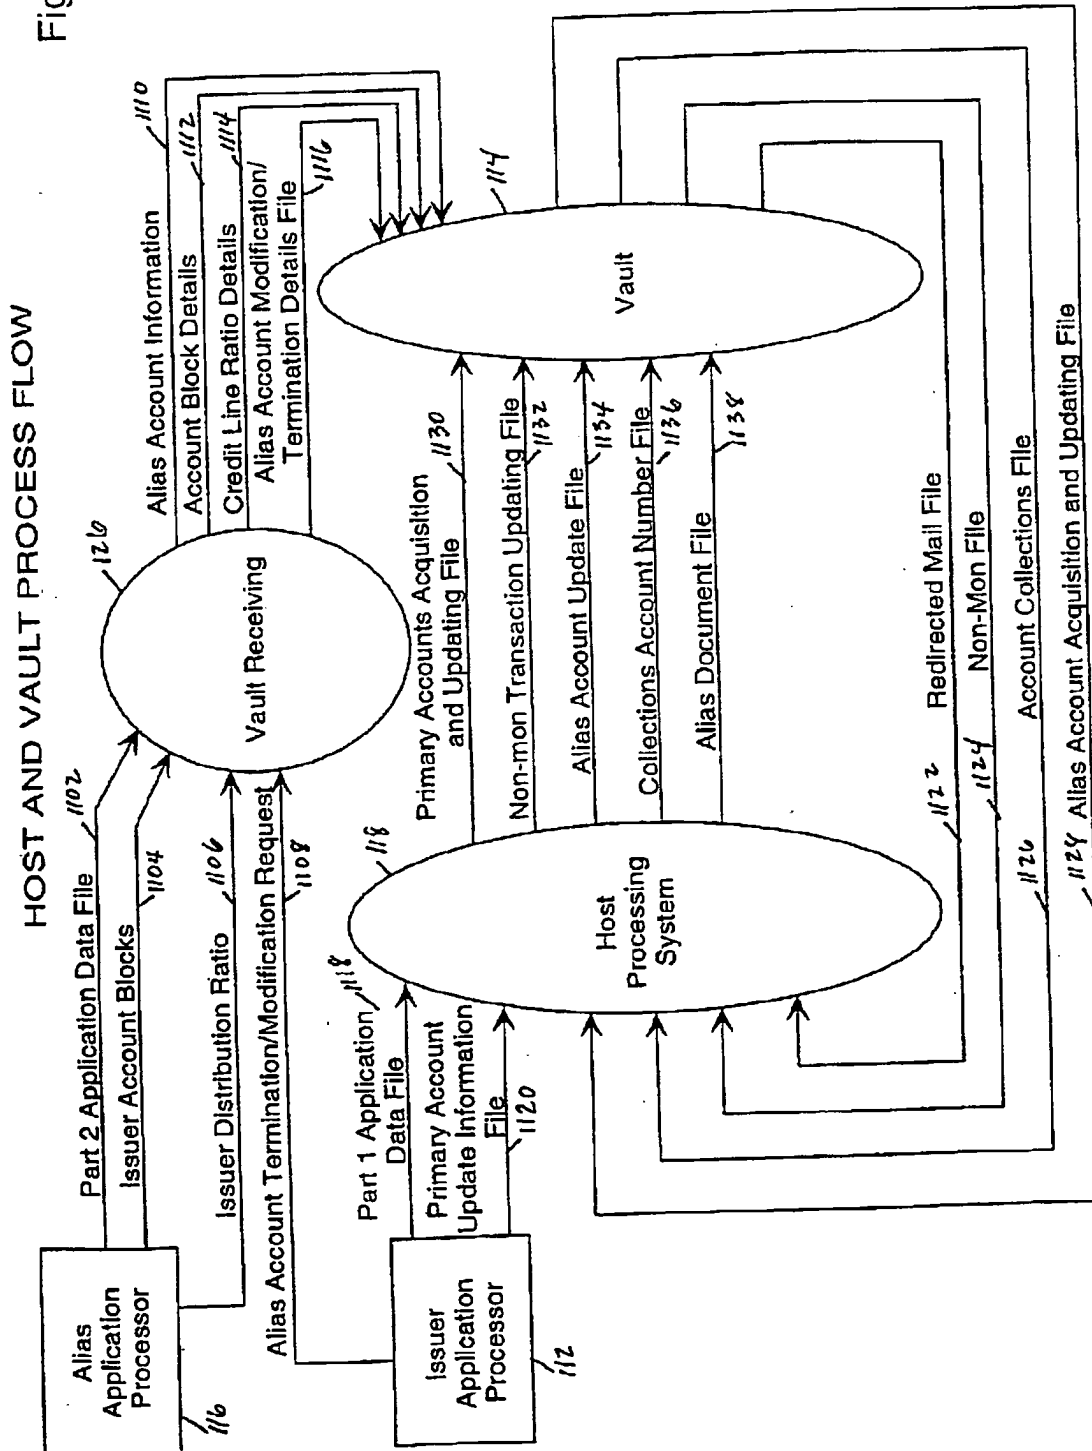 Fig
HOST AND VAULT PROCESS FLOW
Alias
Application
Processor
116
Part 2 Application Data File
1102
Issuer Account Blocks
1104
Issuer Distribution Ratio
1106
Alias Account Termination/Modification Request
1108
Vault Receiving
126
Alias Account Information
1110
Account Block Details
1112
Credit Line Ratio Details
1114
Alias Account Modification/
Termination Details File
1116
Issuer
Application
Processor
112
Part 1 Application
Data File
1118
Primary Account
Update Information
File
1120
Host
Processing
System
118
Primary Accounts Acquisition
and Updating File
1130
Non-mon Transaction Updating File
1132
Alias Account Update File
1134
Collections Account Number File
1136
Alias Document File
1138
Vault
114
Redirected Mail File
1122
Non-Mon File
1124
Account Collections File
1126
Alias Account Acquisition and Updating File
1128